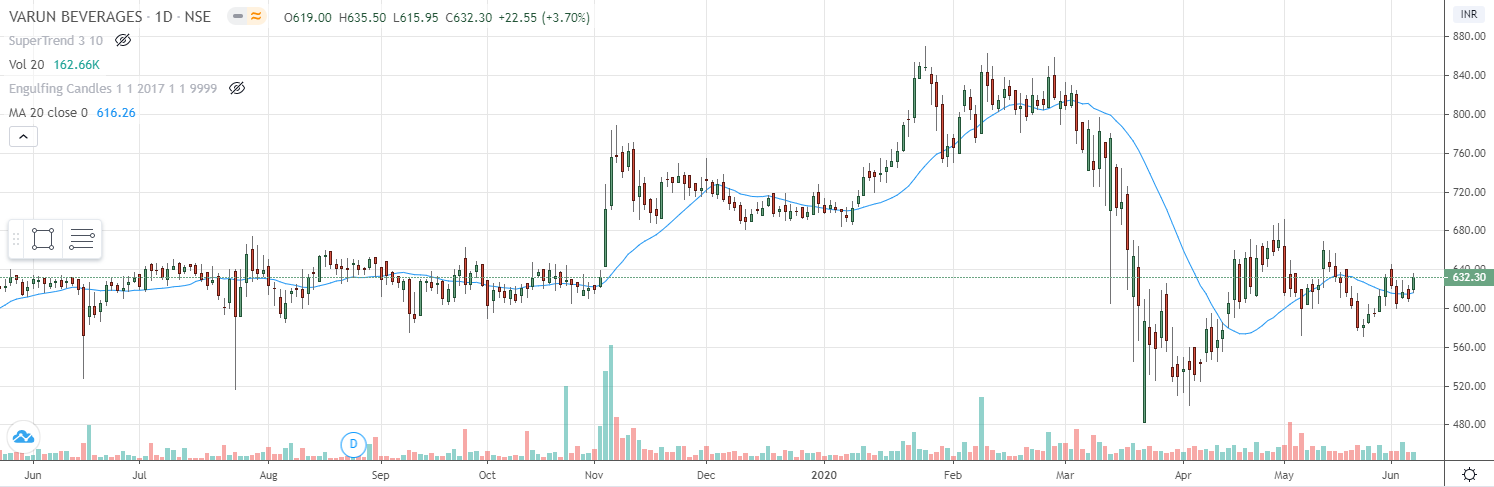 VARUN BEVERAGES · 1D · NSE O619.00 H635.50 L615.95 C632.30 +22.55 (+3.70%)
INR
SuperTrend 3 10
Vol 20 162.66K
Engulfing Candles 1 1 2017 1 1 9999
MA 20 close 0 616.26
880.00
840.00
800.00
760.00
720.00
680.00
640.00
632.30
600.00
560.00
520.00
480.00
D
Jun Jul Aug Sep Oct Nov Dec 2020 Feb Mar Apr May Jun